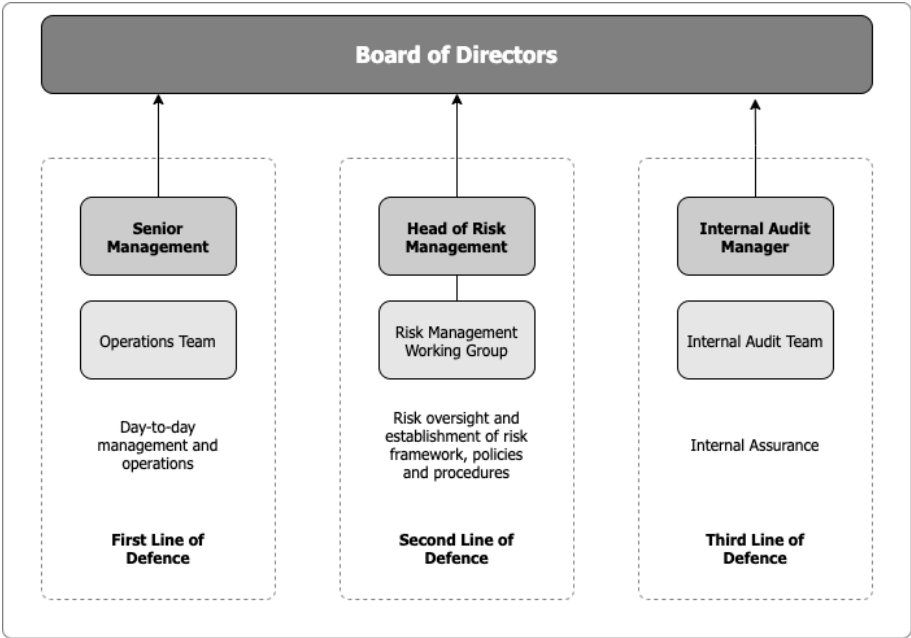 Board of Directors
Senior
Management
Operations Team
Day-to-day
management and
operations
First Line of
Defence
Head of Risk
Management
Risk Management
Working Group
Risk oversight and
establishment of risk
framework, policies
and procedures
Second Line of
Defence
Internal Audit
Manager
Internal Audit Team
Internal Assurance
Third Line of
Defence